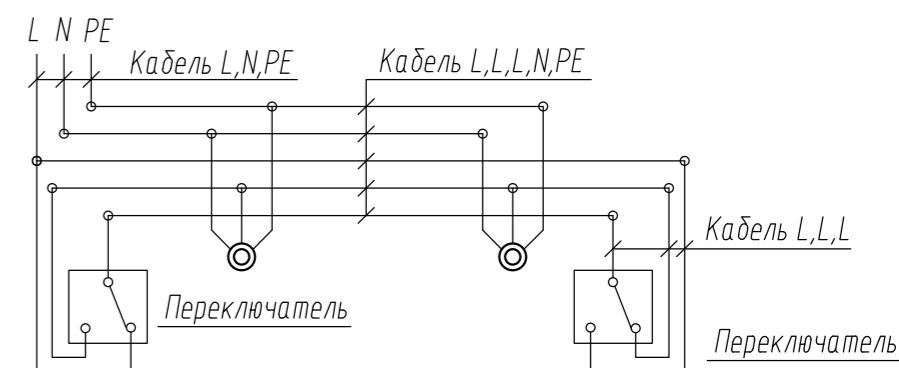 L N PE
Кабель L,N,PE
Кабель L,L,L,N,PE
Кабель L,L,L
Переключатель
Переключатель